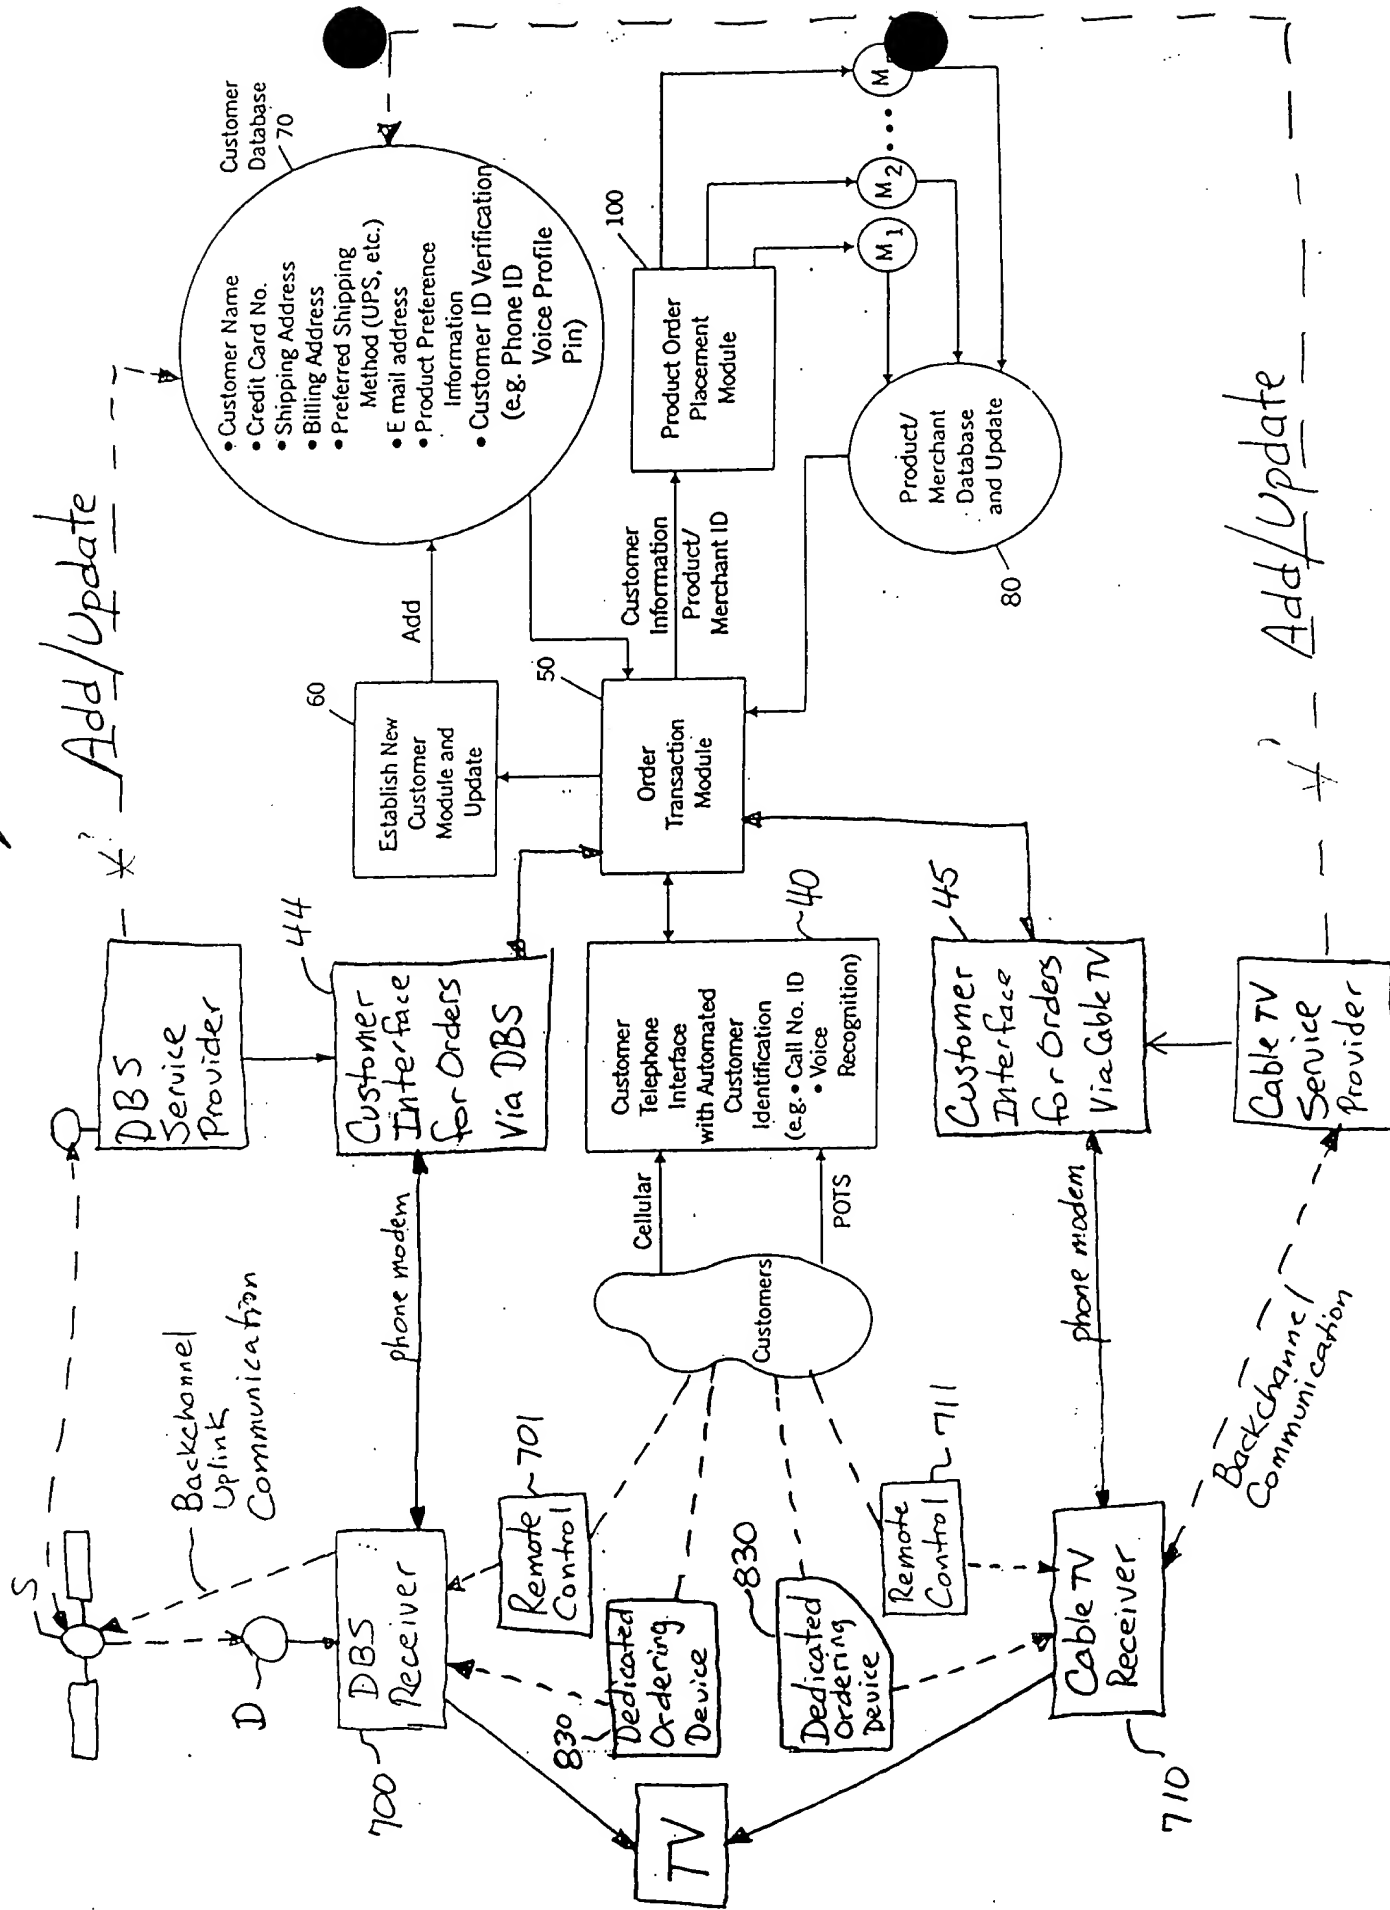 S
D
Backchannel
Uplink
Communication
DBS
Service
Provider
Add/Update
Customer
Database
70
• Customer Name
• Credit Card No.
• Shipping Address
• Billing Address
• Preferred Shipping
Method (UPS, etc.)
• E mail address
• Product Preference
Information
• Customer ID Verification
(e.g. Phone ID
Voice Profile
Pin)
700
DBS
Receiver
phone modem
44
Customer
Interface
for Orders
Via DBS
60
Establish New
Customer
Module and
Update
Add
Remote
Control
701
830
Dedicated
Ordering
Device
TV
Customers
Cellular
POTS
40
Customer
Telephone
Interface
with Automated
Customer
Identification
(e.g. • Call No. ID
• Voice
Recognition)
50
Order
Transaction
Module
Customer
Information
Product/
Merchant ID
100
Product Order
Placement
Module
M1
M2
M
80
Product/
Merchant
Database
and Update
830
Dedicated
Ordering
Device
Remote
Control
711
710
Cable TV
Receiver
phone modem
45
Customer
Interface
for Orders
Via Cable TV
Backchannel
Communication
Cable TV
Service
Provider
Add/Update